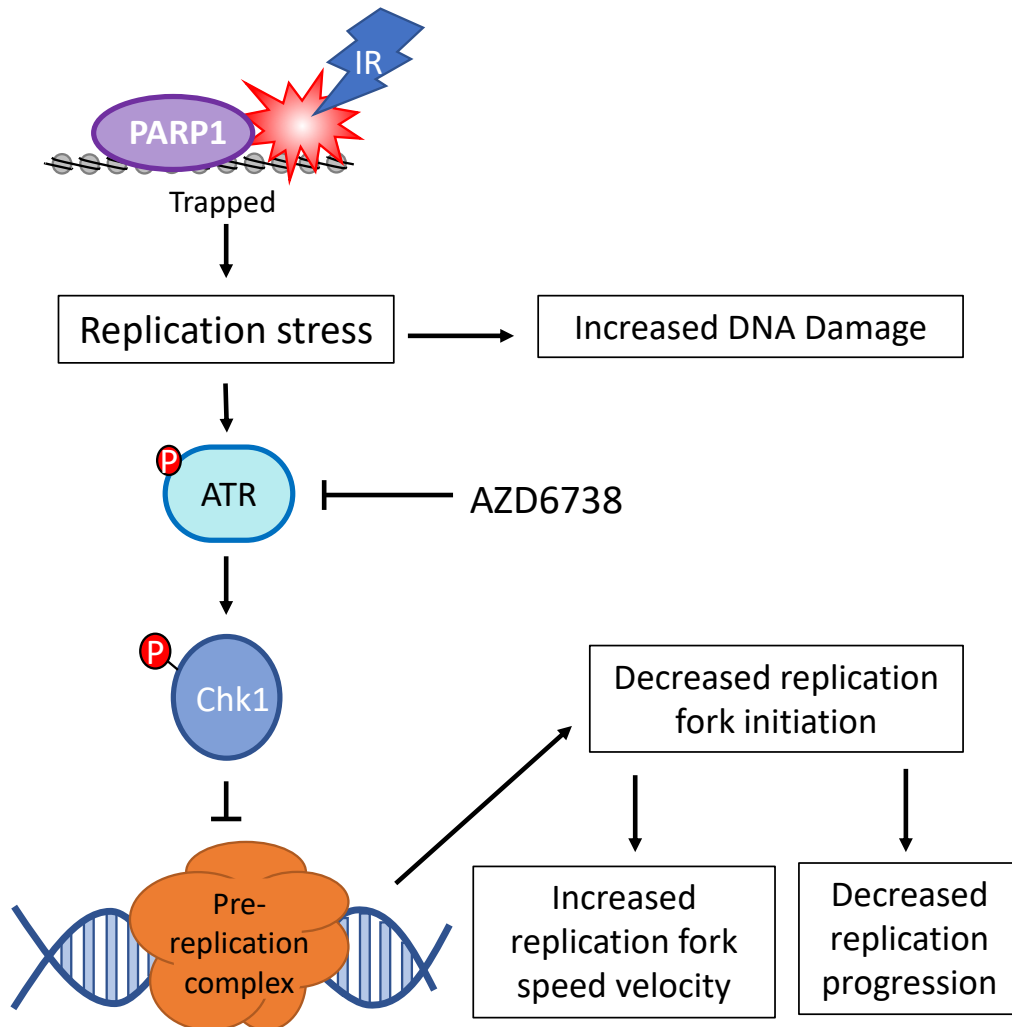 IR
PARP1
Trapped
Replication stress
Increased DNA Damage
P
ATR
AZD6738
P
Chk1
Decreased replication
fork initiation
Pre-
replication
complex
Increased
replication fork
speed velocity
Decreased
replication
progression